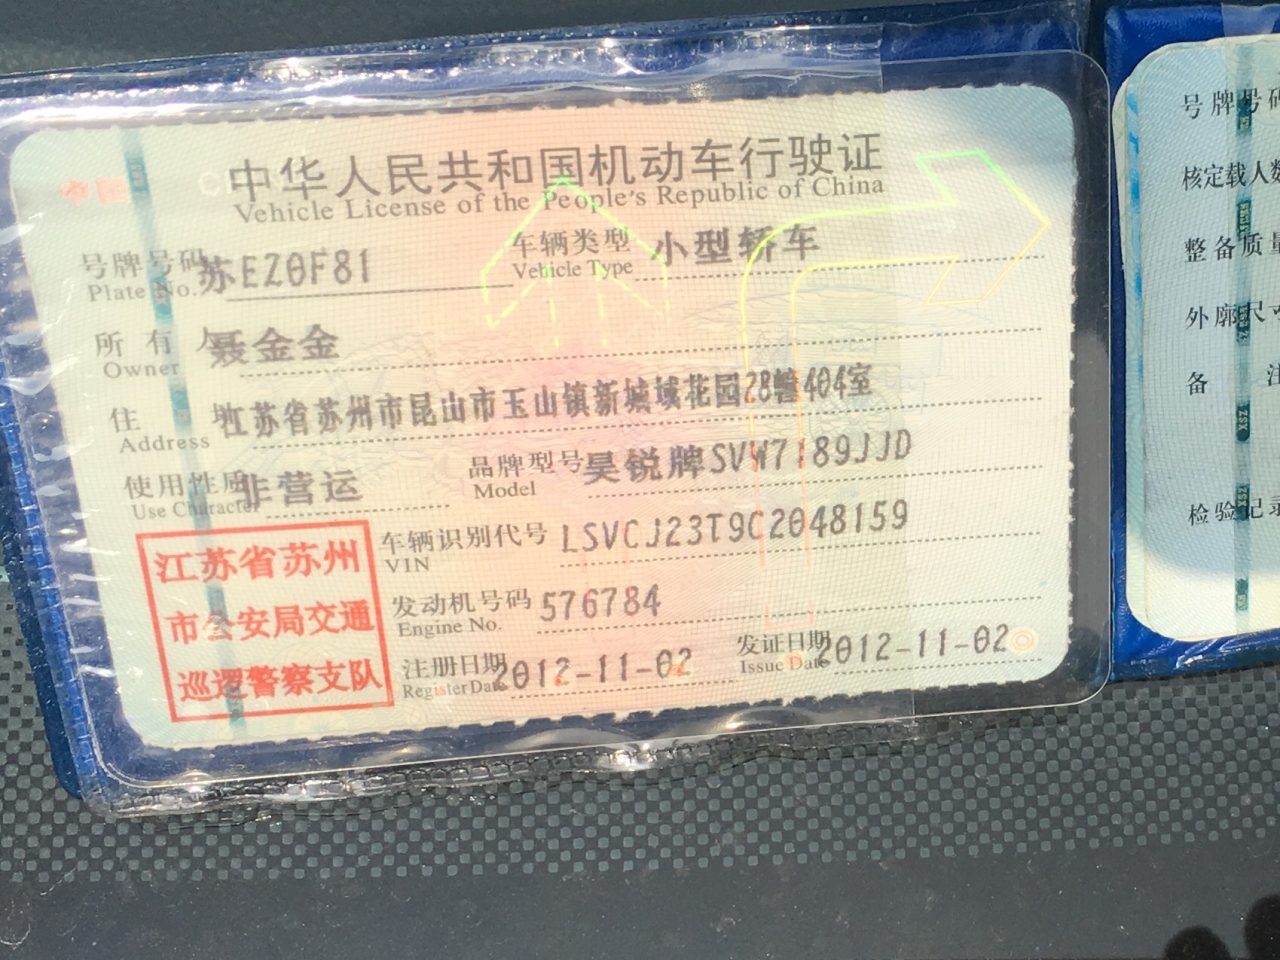 中华人民共和国机动车行驶证
Vehicle License of the People's Republic of China
号牌号码 苏EZ0F81 车辆类型 小型轿车
Plate No. Vehicle Type
所有人 聂金金
Owner
住址 江苏省苏州市昆山市玉山镇新城域花园28幢404室
Address
使用性质 非营运 品牌型号 昊锐牌SVW7189JJD
Use Character Model
车辆识别代号 LSVCJ23T9C2048159
VIN
发动机号码 576784
Engine No.
注册日期 2012-11-02 发证日期 2012-11-02
Register Date Issue Date
江苏省苏州
市公安局交通
巡逻警察支队
号牌号码
核定载人数
整备质量
外廓尺寸
备注
检验记录